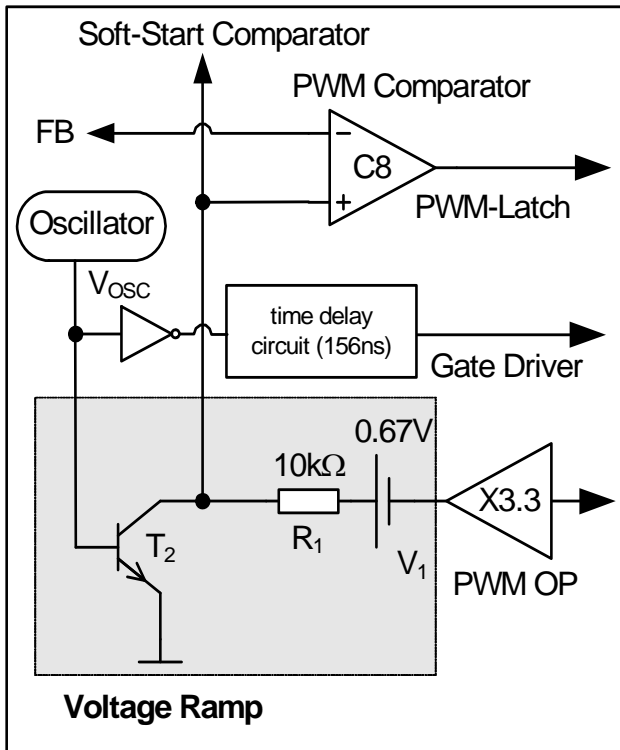 Soft-Start Comparator
PWM Comparator
FB
−
C8
+
PWM-Latch
Oscillator
VOSC
time delay
circuit (156ns)
Gate Driver
0.67V
10kΩ
X3.3
R1
T2
V1
PWM OP
Voltage Ramp